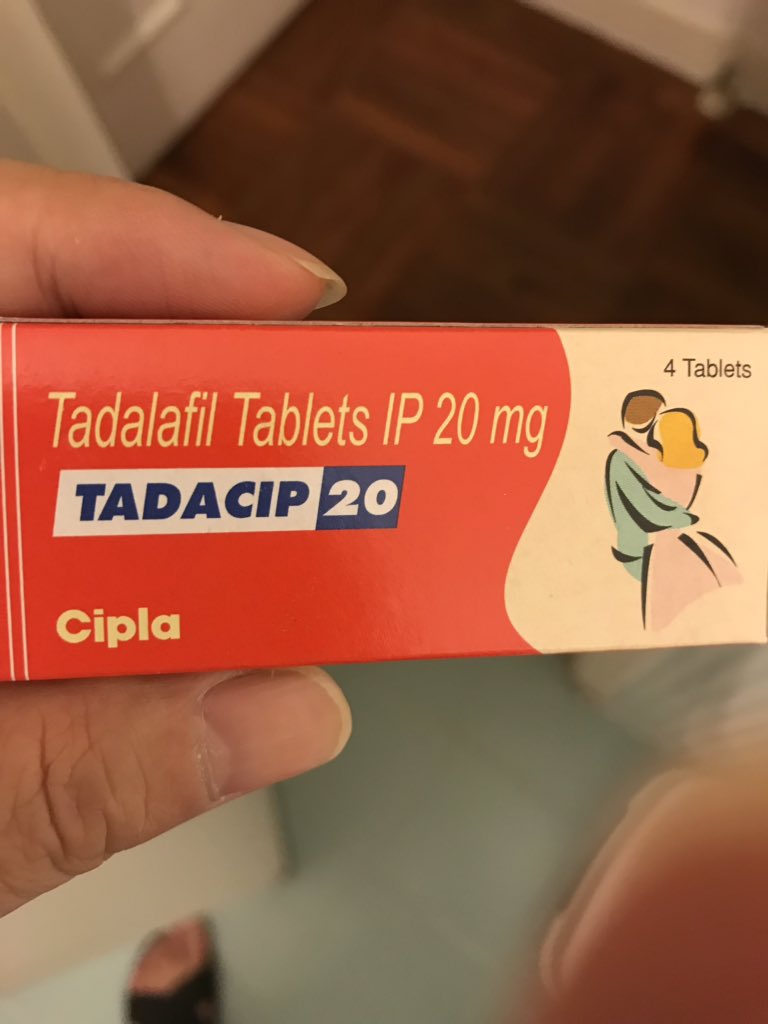 4 Tablets
Tadalafil Tablets IP 20 mg
TADACIP 20
Cipla